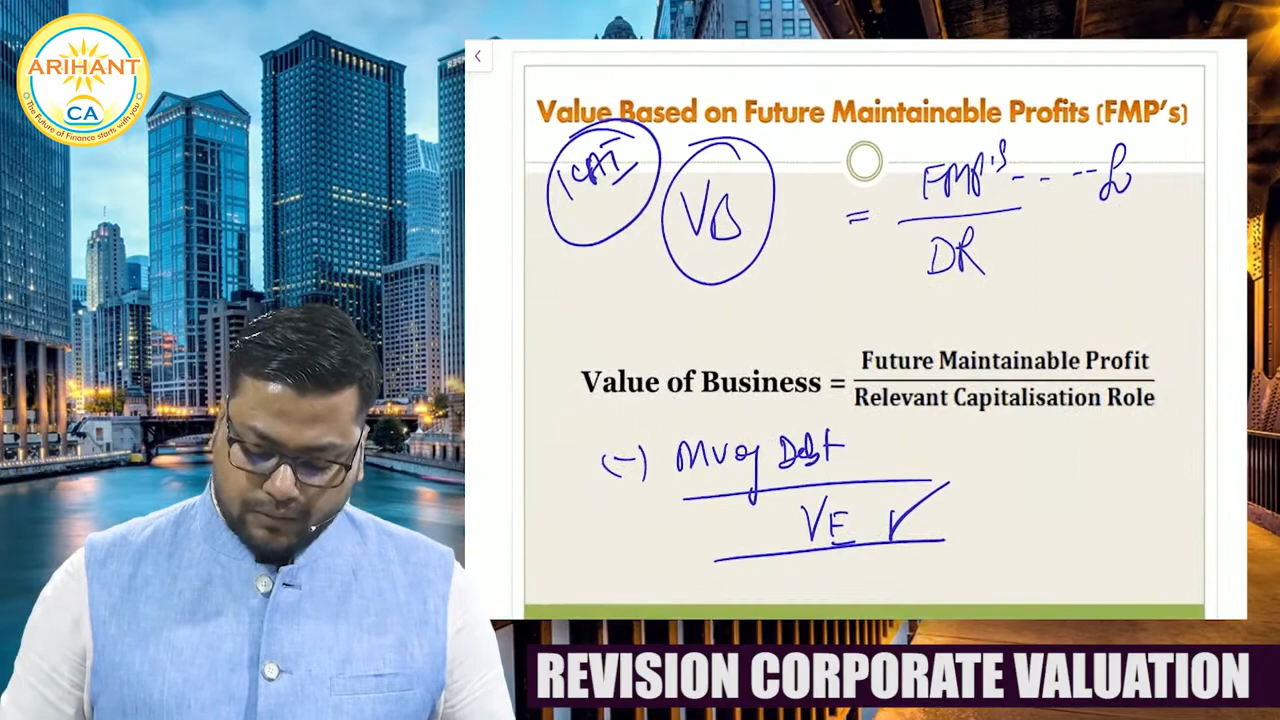 ARIHANT
CA
The Future of Finance starts with you
Value Based on Future Maintainable Profits (FMP's)
ICAI
VB
= FMP's - - - - ∞
DR
Value of Business = Future Maintainable Profit
Relevant Capitalisation Role
(-) MV of Debt
VE ✓
REVISION CORPORATE VALUATION